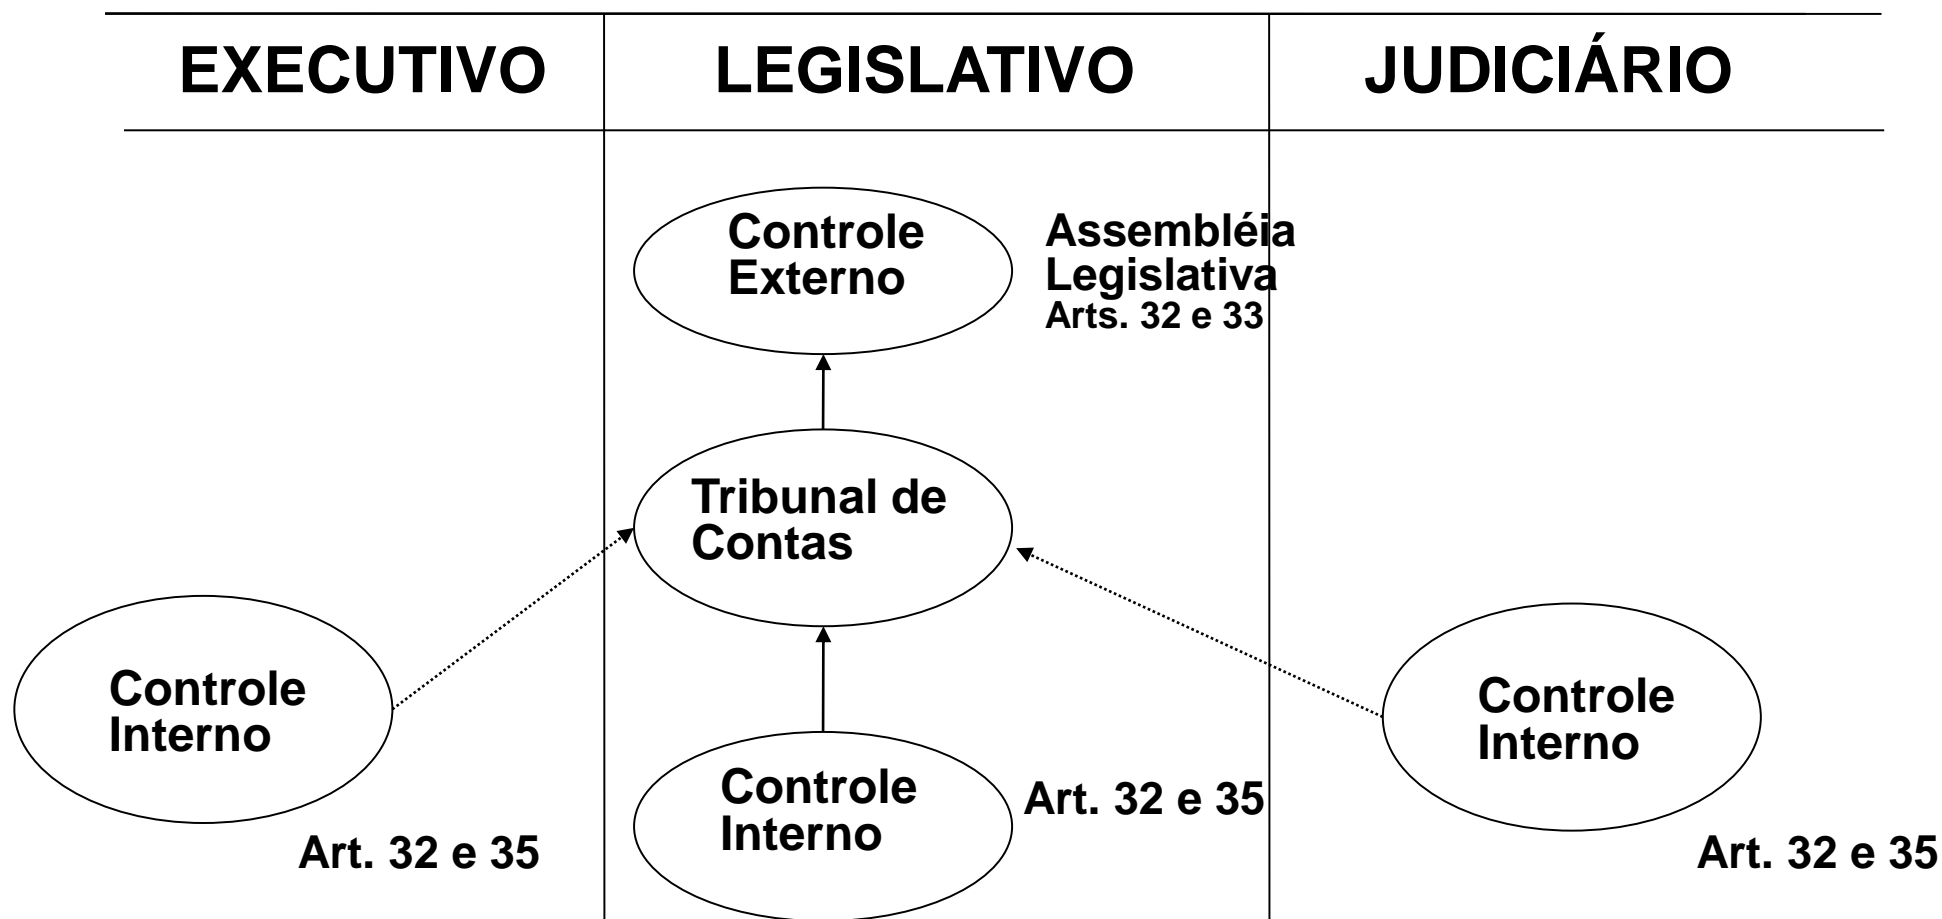 EXECUTIVO
LEGISLATIVO
JUDICIÁRIO
Controle
Externo
Assembléia
Legislativa
Arts. 32 e 33
Tribunal de
Contas
Controle
Interno
Art. 32 e 35
Controle
Interno
Art. 32 e 35
Controle
Interno
Art. 32 e 35